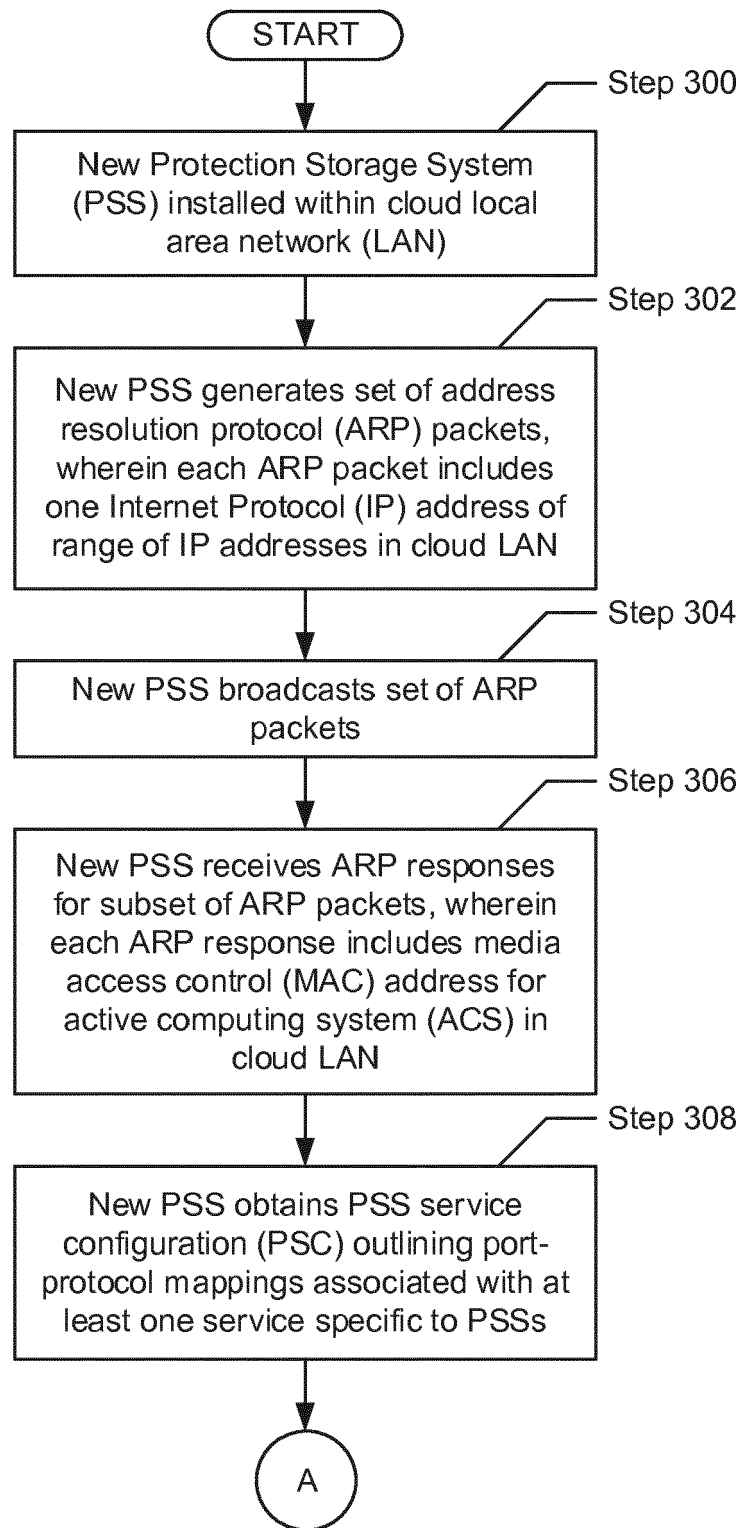 START
Step 300
New Protection Storage System
(PSS) installed within cloud local
area network (LAN)
Step 302
New PSS generates set of address
resolution protocol (ARP) packets,
wherein each ARP packet includes
one Internet Protocol (IP) address of
range of IP addresses in cloud LAN
Step 304
New PSS broadcasts set of ARP
packets
Step 306
New PSS receives ARP responses
for subset of ARP packets, wherein
each ARP response includes media
access control (MAC) address for
active computing system (ACS) in
cloud LAN
Step 308
New PSS obtains PSS service
configuration (PSC) outlining port-
protocol mappings associated with at
least one service specific to PSSs
A